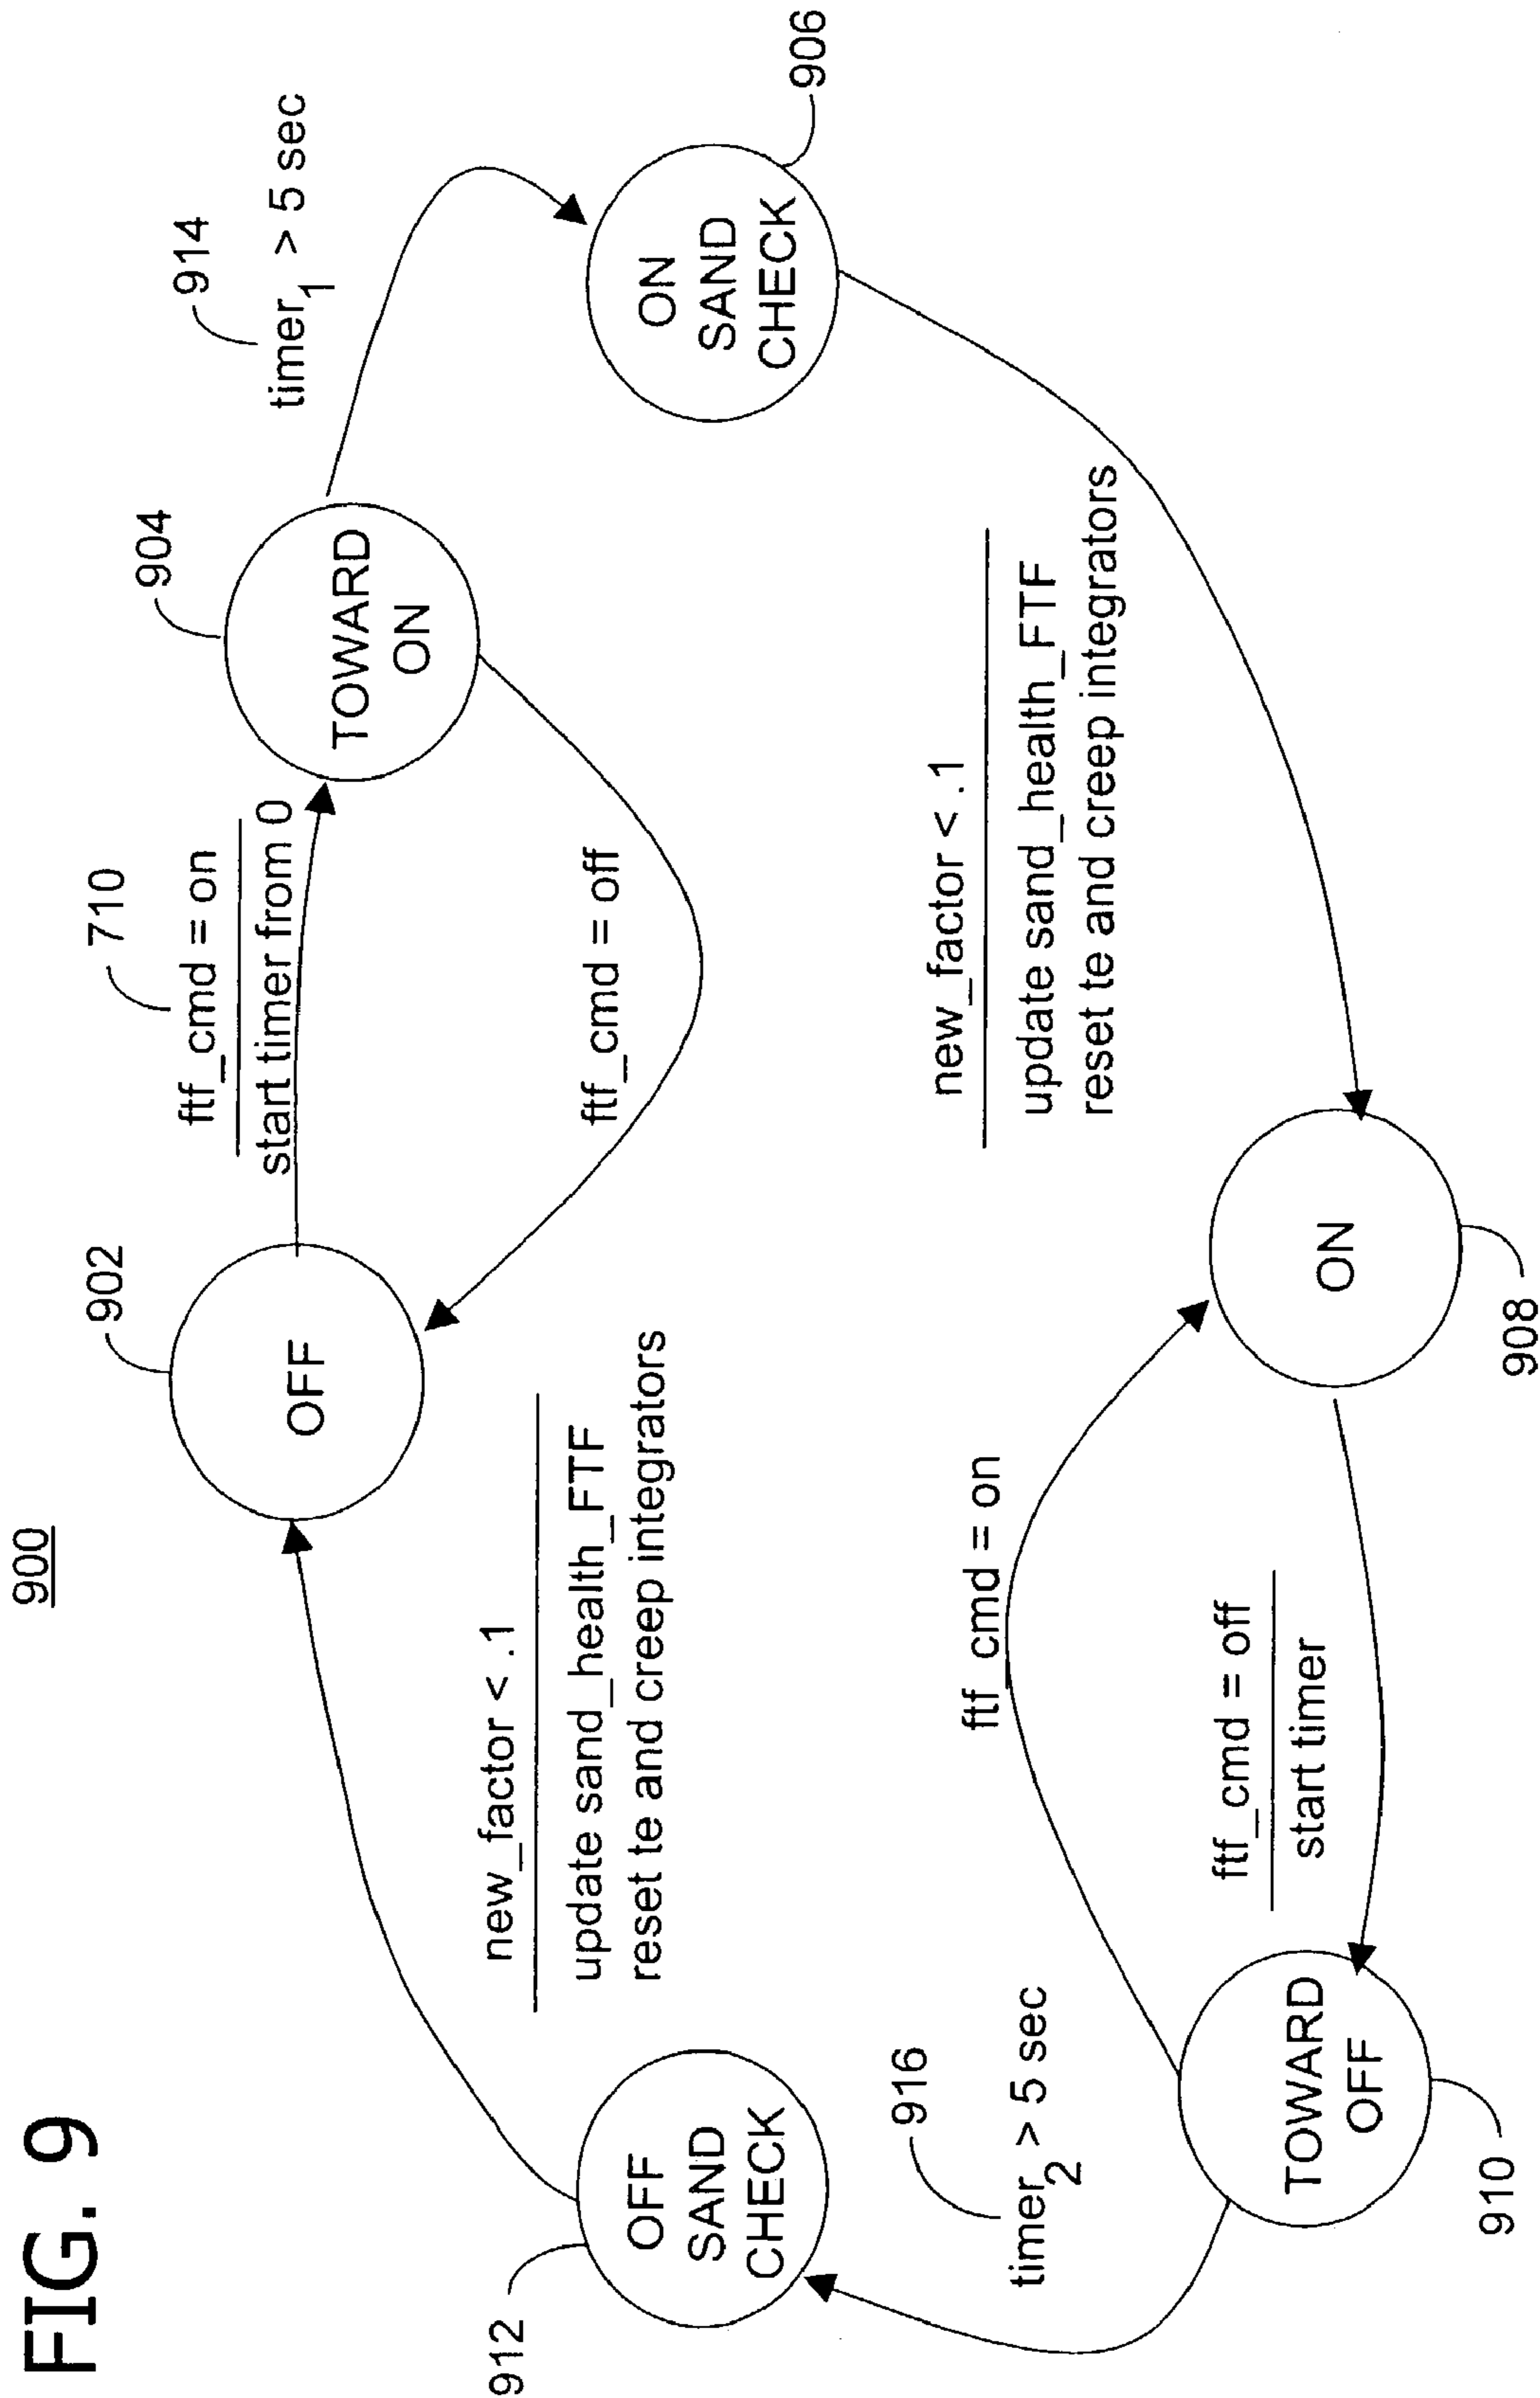 FIG. 9
900
902
OFF
710
ftf_cmd = on
start timer from 0
904
TOWARD
ON
914
timer1 > 5 sec
906
ON
SAND
CHECK
ftf_cmd = off
new_factor < .1
update sand_health_FTF
reset te and creep integrators
912
OFF
SAND
CHECK
new_factor < .1
update sand_health_FTF
reset te and creep integrators
916
timer2 > 5 sec
ftf_cmd = on
ON
908
ftf_cmd = off
start timer
TOWARD
OFF
910